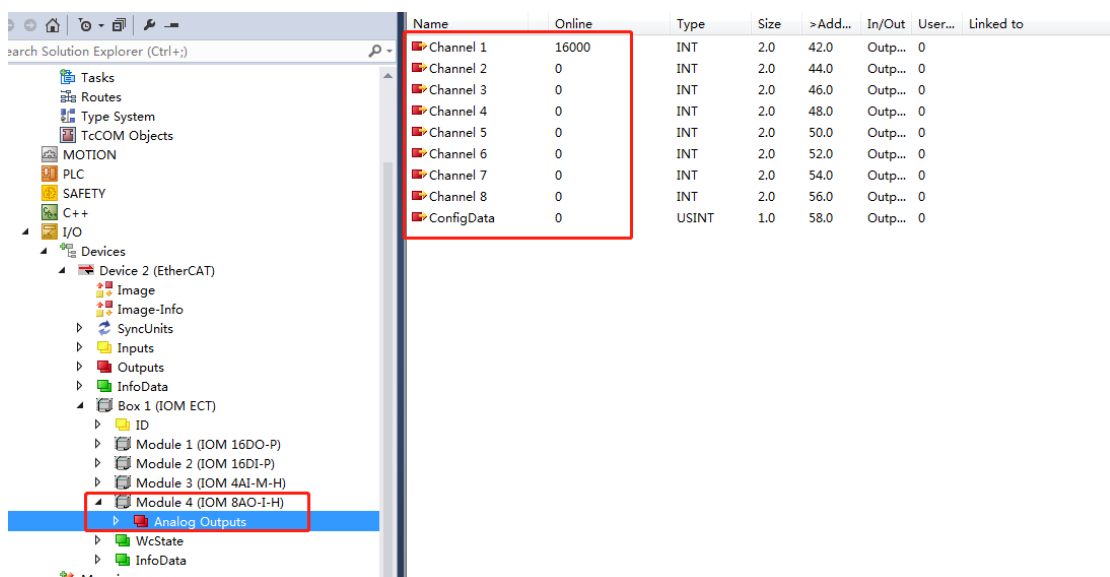 earch Solution Explorer (Ctrl+;)
Tasks
Routes
Type System
TcCOM Objects
MOTION
PLC
SAFETY
C++
I/O
Devices
Device 2 (EtherCAT)
Image
Image-Info
SyncUnits
Inputs
Outputs
InfoData
Box 1 (IOM ECT)
ID
Module 1 (IOM 16DO-P)
Module 2 (IOM 16DI-P)
Module 3 (IOM 4AI-M-H)
Module 4 (IOM 8AO-I-H)
Analog Outputs
WcState
InfoData
Name Online Type Size >Add... In/Out User... Linked to
Channel 1 16000 INT 2.0 42.0 Outp... 0
Channel 2 0 INT 2.0 44.0 Outp... 0
Channel 3 0 INT 2.0 46.0 Outp... 0
Channel 4 0 INT 2.0 48.0 Outp... 0
Channel 5 0 INT 2.0 50.0 Outp... 0
Channel 6 0 INT 2.0 52.0 Outp... 0
Channel 7 0 INT 2.0 54.0 Outp... 0
Channel 8 0 INT 2.0 56.0 Outp... 0
ConfigData 0 USINT 1.0 58.0 Outp... 0